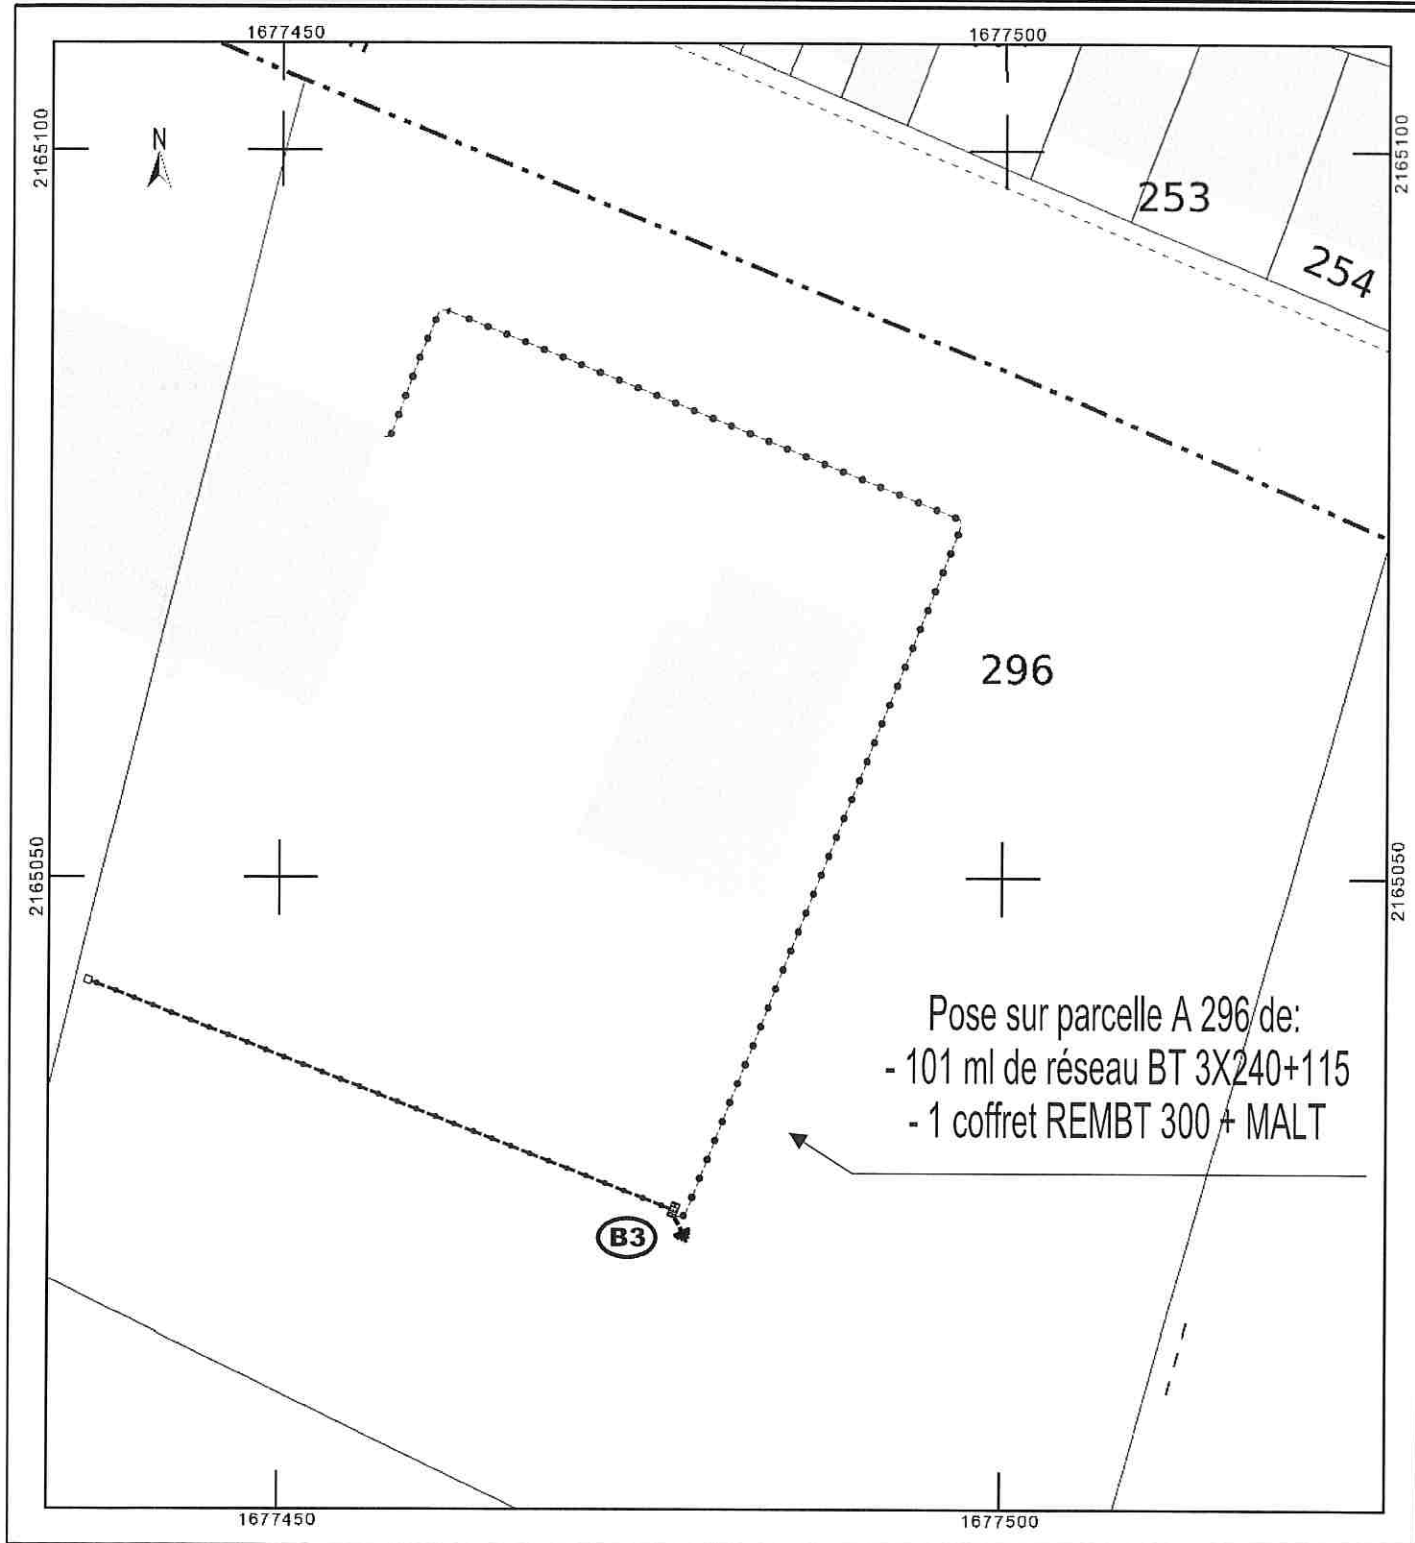 1677450
1677500
2165100
2165100
N
253
254
296
2165050
2165050
Pose sur parcelle A 296 de:
- 101 ml de réseau BT 3X240+115
- 1 coffret REMBT 300 + MALT
B3
1677450
1677500